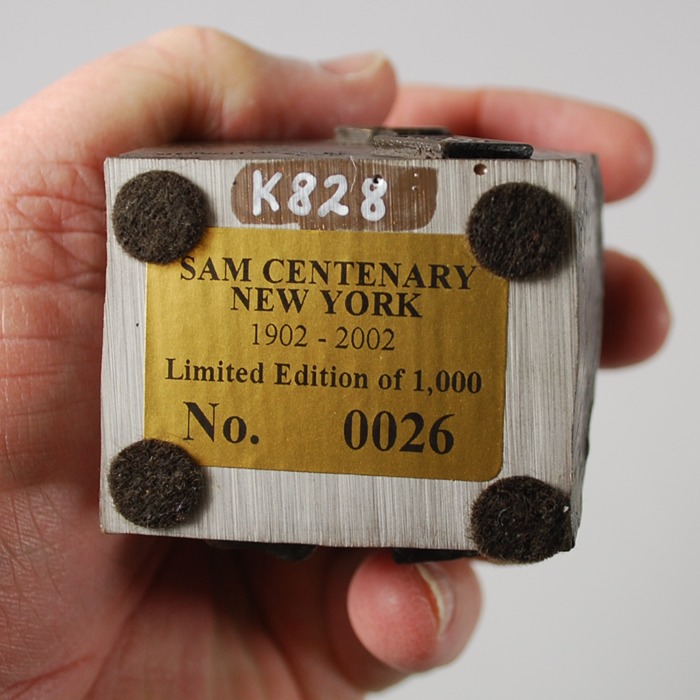 K828
SAM CENTENARY
NEW YORK
1902 - 2002
Limited Edition of 1,000
No. 0026